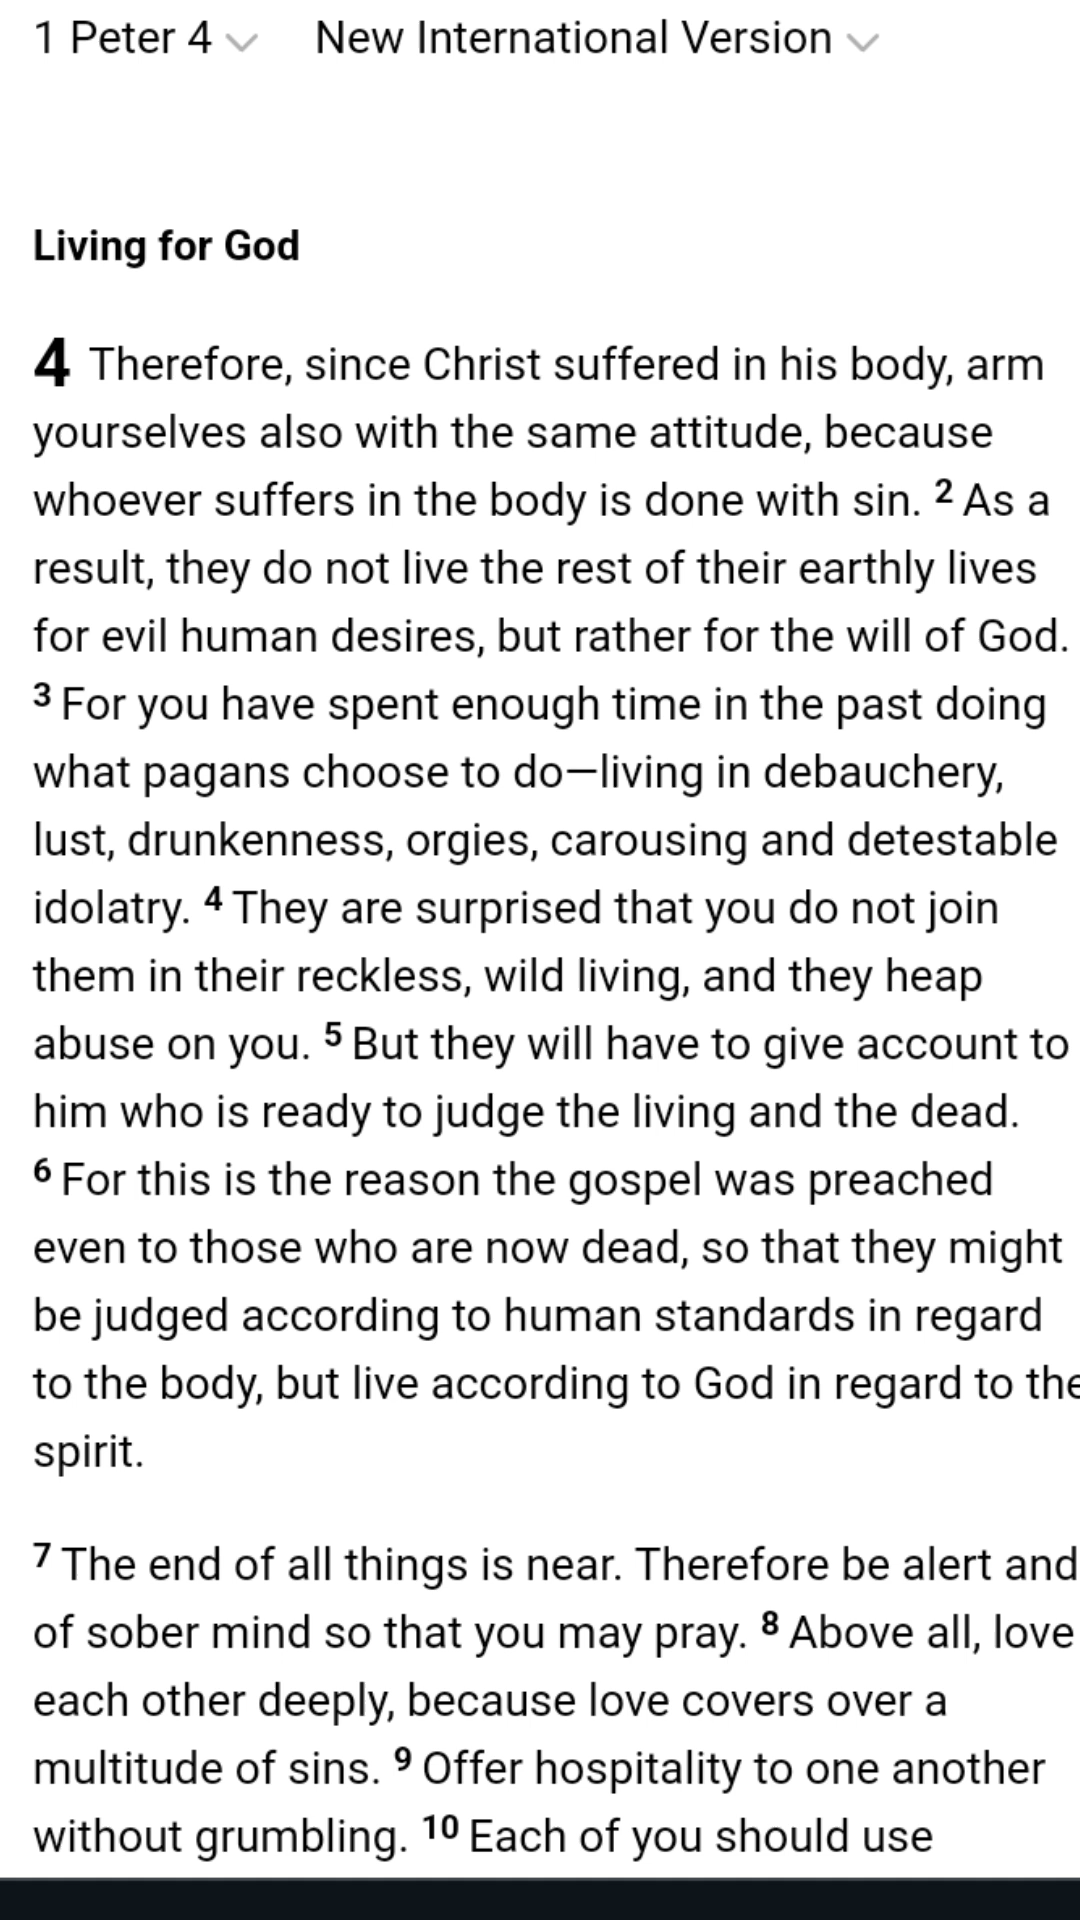 1 Peter 4 New International Version
Living for God
4 Therefore, since Christ suffered in his body, arm
yourselves also with the same attitude, because
whoever suffers in the body is done with sin. 2 As a
result, they do not live the rest of their earthly lives
for evil human desires, but rather for the will of God.
3 For you have spent enough time in the past doing
what pagans choose to do—living in debauchery,
lust, drunkenness, orgies, carousing and detestable
idolatry. 4 They are surprised that you do not join
them in their reckless, wild living, and they heap
abuse on you. 5 But they will have to give account to
him who is ready to judge the living and the dead.
6 For this is the reason the gospel was preached
even to those who are now dead, so that they might
be judged according to human standards in regard
to the body, but live according to God in regard to the
spirit.
7 The end of all things is near. Therefore be alert and
of sober mind so that you may pray. 8 Above all, love
each other deeply, because love covers over a
multitude of sins. 9 Offer hospitality to one another
without grumbling. 10 Each of you should use